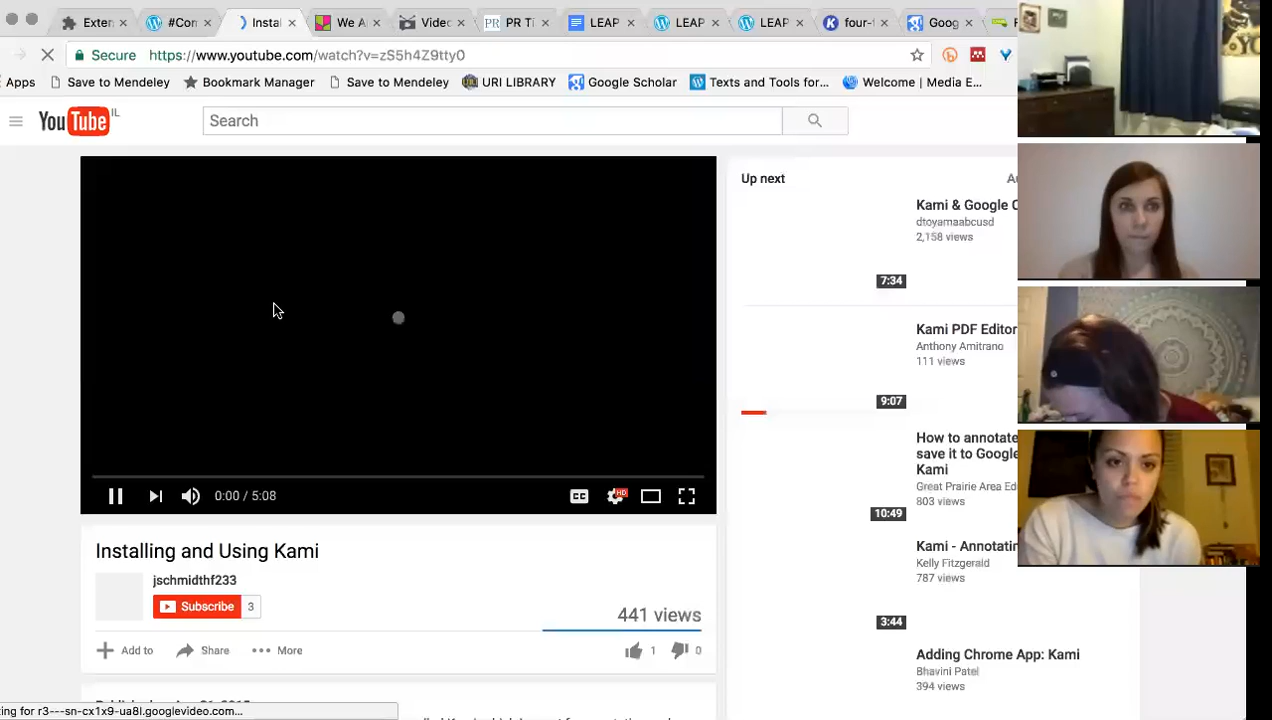 Exten
#Con
Instal
We A
Video
PR Ti
LEAP
LEAP
LEAP
four-f
Goog
Secure https://www.youtube.com/watch?v=zS5h4Z9tty0
Apps Save to Mendeley Bookmark Manager Save to Mendeley URI LIBRARY Google Scholar Texts and Tools for... Welcome | Media E...
YouTube IL
Search
Up next
Kami & Google C
dtoyamaabcusd
2,158 views
7:34
Kami PDF Editor
Anthony Amitrano
111 views
9:07
How to annotate
save it to Google
Kami
Great Prairie Area Ed
803 views
10:49
Kami - Annotatin
Kelly Fitzgerald
787 views
3:44
Adding Chrome App: Kami
Bhavini Patel
394 views
0:00 / 5:08
CC
HD
Installing and Using Kami
jschmidthf233
Subscribe 3
441 views
Add to Share More 1 0
ting for r3---sn-cx1x9-ua8l.googlevideo.com...